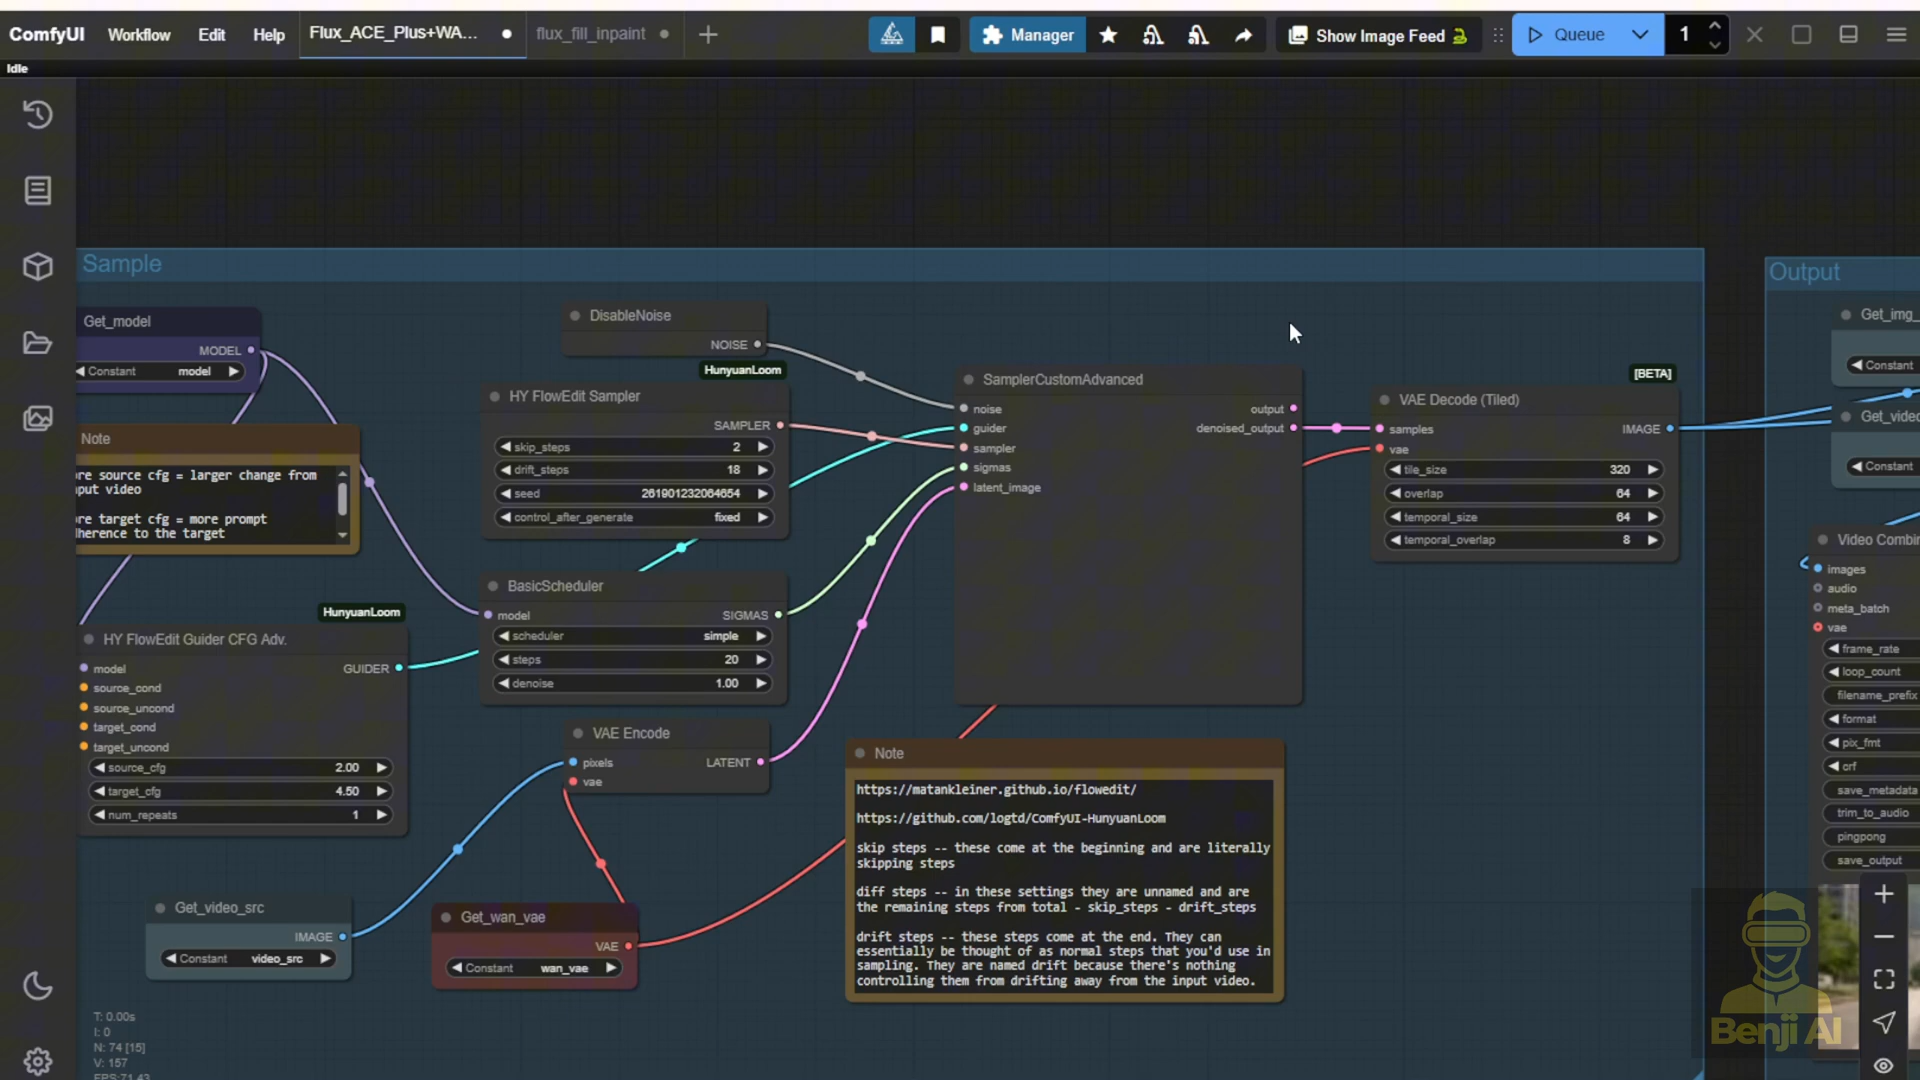 ComfyUI
Workflow
Edit
Help
Flux_ACE_Plus+WA...
flux_fill_inpaint
Manager
Show Image Feed
Queue
1
Idle
Sample
Output
Get_model
MODEL
Constant model
Note
ore source cfg = larger change from
put video
ore target cfg = more prompt
herence to the target
DisableNoise
NOISE
HunyuanLoom
HY FlowEdit Sampler
SAMPLER
skip_steps 2
drift_steps 18
seed 261901232064654
control_after_generate fixed
BasicScheduler
model SIGMAS
scheduler simple
steps 20
denoise 1.00
HunyuanLoom
HY FlowEdit Guider CFG Adv.
model GUIDER
source_cond
source_uncond
target_cond
target_uncond
source_cfg 2.00
target_cfg 4.50
num_repeats 1
VAE Encode
pixels LATENT
vae
Get_video_src
IMAGE
Constant video_src
Get_wan_vae
VAE
Constant wan_vae
SamplerCustomAdvanced
noise output
guider denoised_output
sampler
sigmas
latent_image
[BETA]
VAE Decode (Tiled)
samples IMAGE
vae
tile_size 320
overlap 64
temporal_size 64
temporal_overlap 8
Note
https://matankleiner.github.io/flowedit/
https://github.com/logtd/ComfyUI-HunyuanLoom
skip steps -- these come at the beginning and are literally
skipping steps
diff steps -- in these settings they are unnamed and are
the remaining steps from total - skip_steps - drift_steps
drift steps -- these steps come at the end. They can
essentially be thought of as normal steps that you'd use in
sampling. They are named drift because there's nothing
controlling them from drifting away from the input video.
Get_img_
Constant
Get_video
Constant
Video Combin
images
audio
meta_batch
vae
frame_rate
loop_count
filename_prefix
format
pix_fmt
crf
save_metadata
trim_to_audio
pingpong
save_output
T: 0.00s
I: 0
N: 74 [15]
V: 157
FPS:71.43
Benji AI